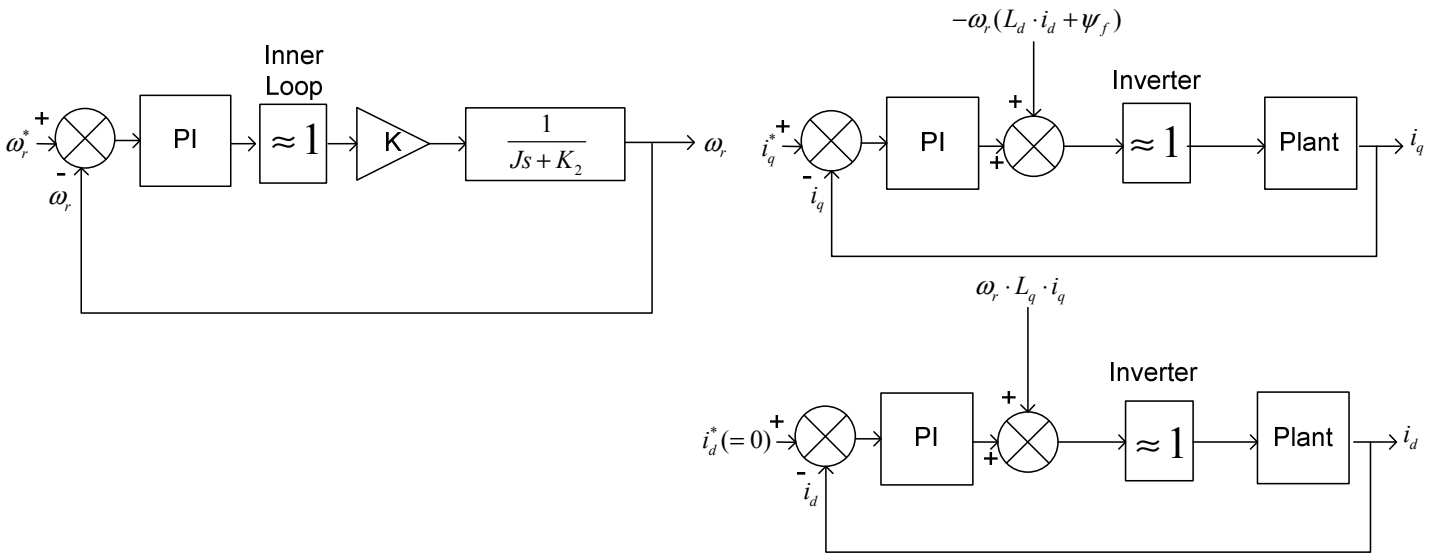 Inner
Loop
+
ω_r^*
-
ω_r
PI
≈1
K
1
Js + K_2
ω_r
-ω_r(L_d · i_d + ψ_f)
Inverter
+
i_q^*
-
i_q
PI
+
+
≈1
Plant
i_q
ω_r · L_q · i_q
Inverter
+
i_d^*(= 0)
-
i_d
PI
+
+
≈1
Plant
i_d